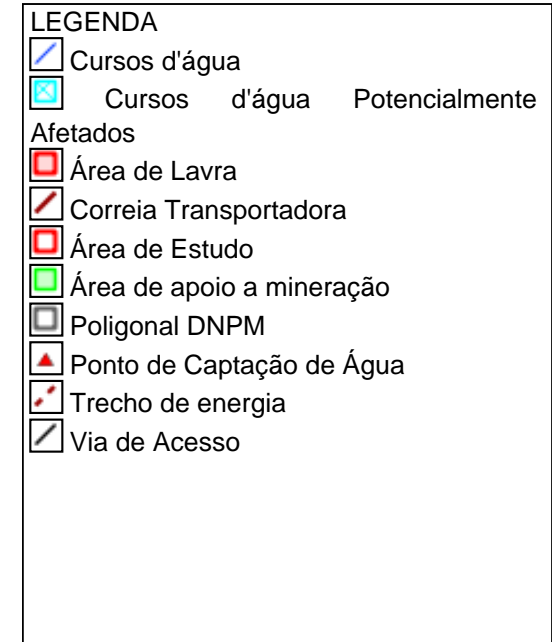 LEGENDA
Cursos d'água
Cursos d'água Potencialmente
Afetados
Área de Lavra
Correia Transportadora
Área de Estudo
Área de apoio a mineração
Poligonal DNPM
Ponto de Captação de Água
Trecho de energia
Via de Acesso